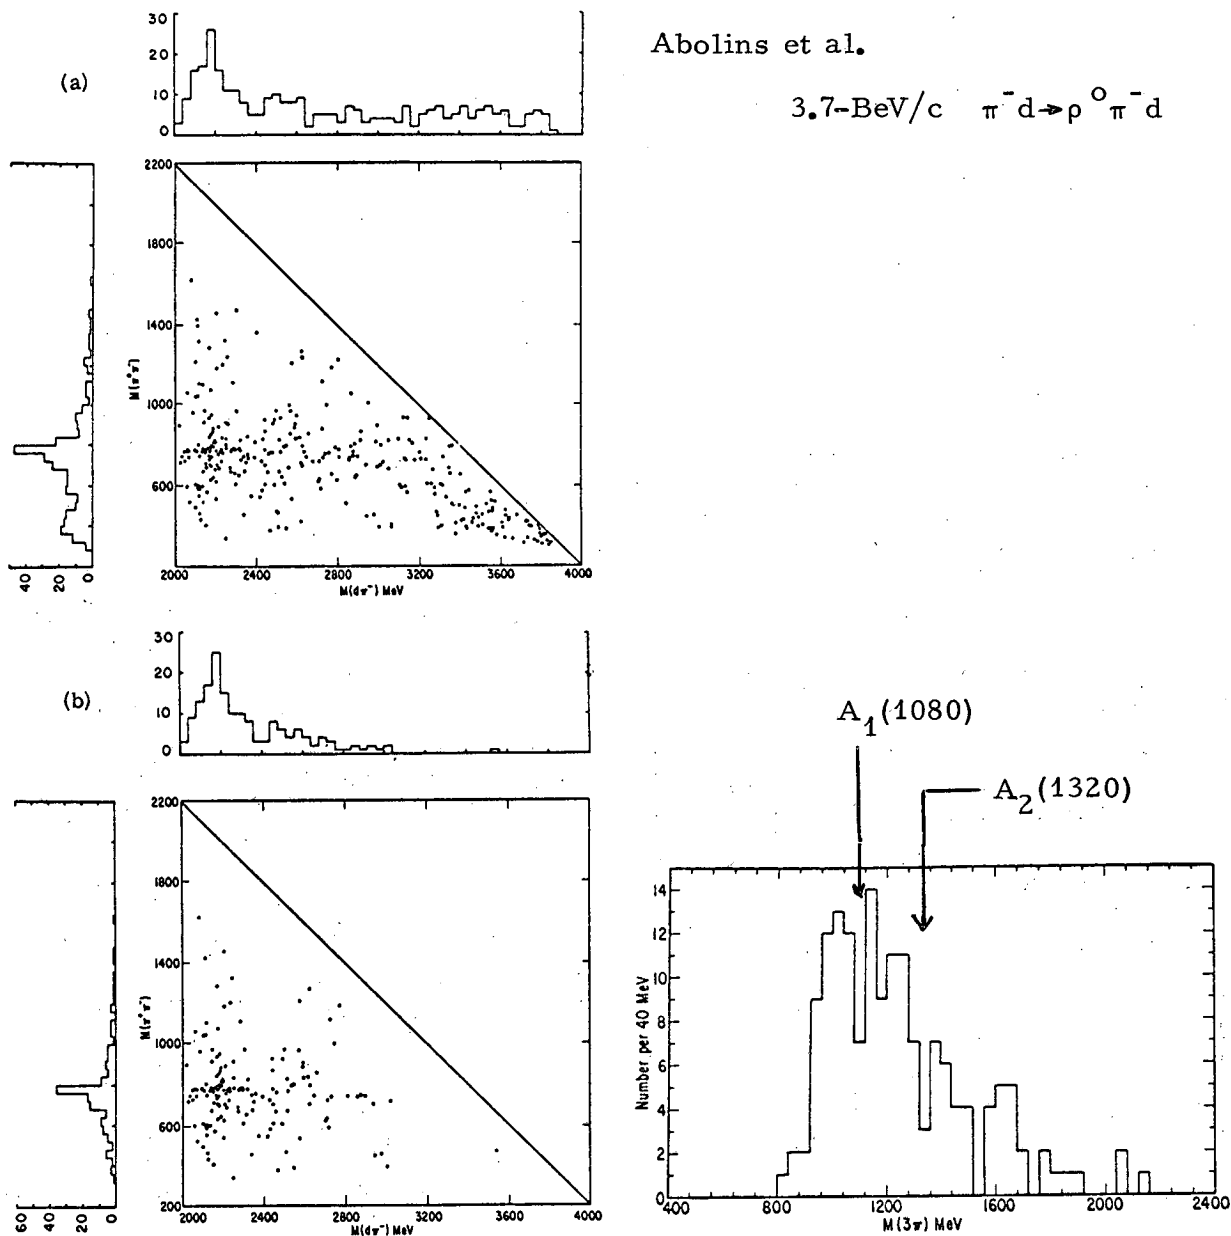 Abolins et al.
3.7-BeV/c π⁻d→ρ⁰π⁻d
(a)
30
20
10
0
2200
1800
1400
1000
600
M(π⁺π⁻)
40
20
0
2000 2400 2800 3200 3600 4000
M(dπ⁻) MeV
(b)
30
20
10
0
2200
1800
1400
1000
600
200
M(π⁺π⁻)
60
40
20
0
2000 2400 2800 3200 3600 4000
M(dπ⁻) MeV
A₁(1080)
A₂(1320)
14
12
10
8
6
4
2
0
Number per 40 MeV
400 800 1200 1600 2000 2400
M(3π) MeV